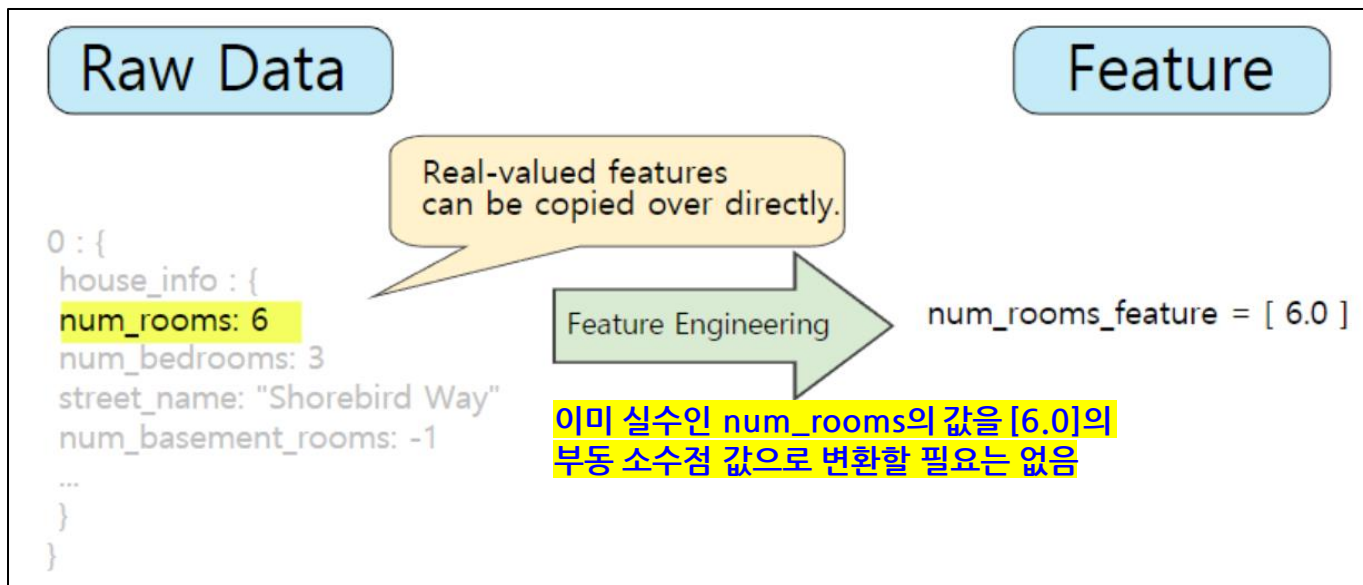 Raw Data
Feature
Real-valued features
can be copied over directly.
0 : {
house_info : {
num_rooms: 6
num_bedrooms: 3
street_name: "Shorebird Way"
num_basement_rooms: -1
...
}
}
Feature Engineering
num_rooms_feature = [ 6.0 ]
이미 실수인 num_rooms의 값을 [6.0]의
부동 소수점 값으로 변환할 필요는 없음